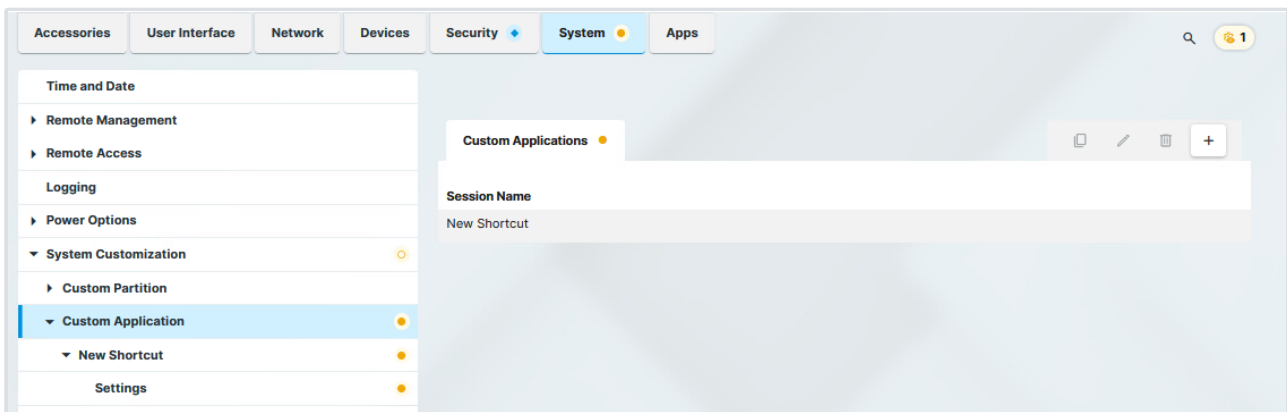 Accessories User Interface Network Devices Security System Apps 1
Time and Date
Remote Management
Remote Access
Logging
Power Options
System Customization
Custom Partition
Custom Application
New Shortcut
Settings
Custom Applications
Session Name
New Shortcut